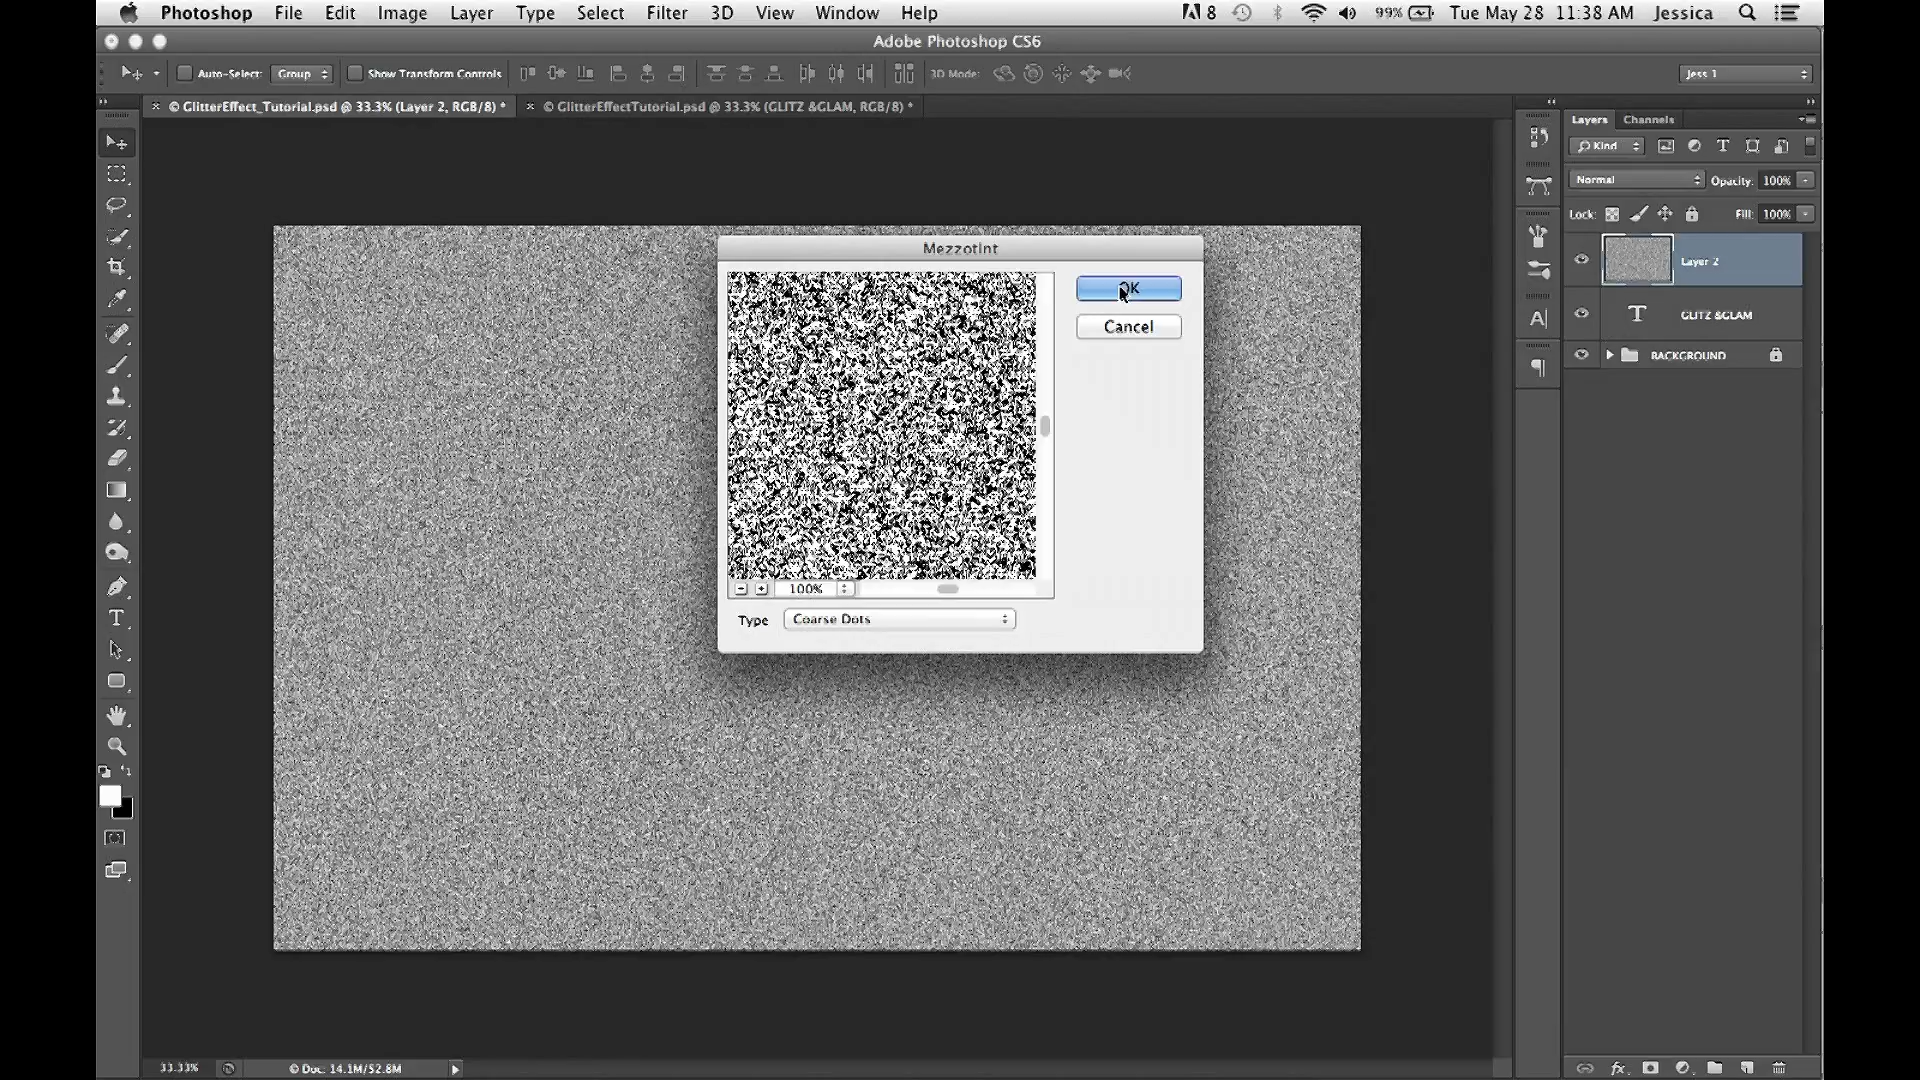 Photoshop File Edit Image Layer Type Select Filter 3D View Window Help 8 99% Tue May 28 11:38 AM Jessica
Adobe Photoshop CS6
Auto-Select: Group Show Transform Controls 3D Mode: Jess 1
× © GlitterEffect_Tutorial.psd @ 33.3% (Layer 2, RGB/8) * × © GlitterEffectTutorial.psd @ 33.3% (GLITZ &GLAM, RGB/8) *
Layers Channels
Kind
Normal Opacity: 100%
Lock: Fill: 100%
Layer 2
T GLITZ &GLAM
BACKGROUND
Mezzotint
OK
Cancel
100%
Type Coarse Dots
33.33% © Doc: 14.1M/52.8M
fx